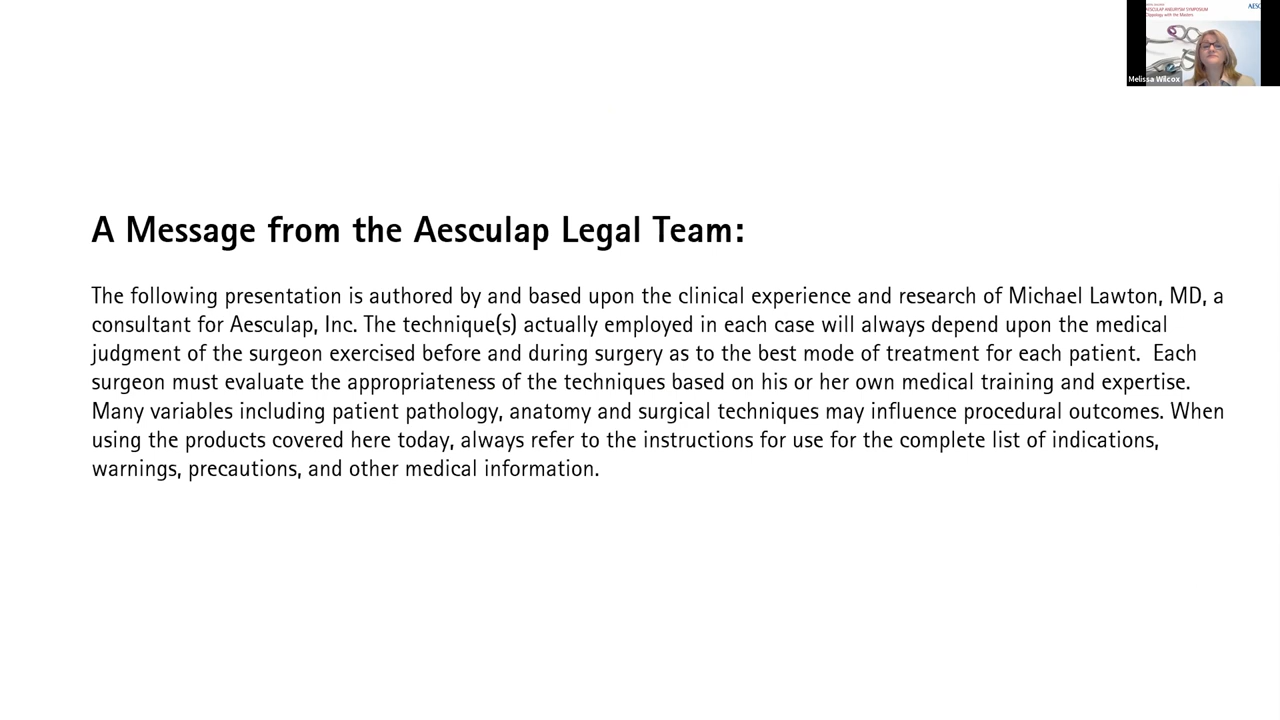 AESCULAP ANEURYSM SYMPOSIUM
Clippology with the Masters
AESC
Melissa Wilcox
A Message from the Aesculap Legal Team:
The following presentation is authored by and based upon the clinical experience and research of Michael Lawton, MD, a
consultant for Aesculap, Inc. The technique(s) actually employed in each case will always depend upon the medical
judgment of the surgeon exercised before and during surgery as to the best mode of treatment for each patient.  Each
surgeon must evaluate the appropriateness of the techniques based on his or her own medical training and expertise.
Many variables including patient pathology, anatomy and surgical techniques may influence procedural outcomes. When
using the products covered here today, always refer to the instructions for use for the complete list of indications,
warnings, precautions, and other medical information.